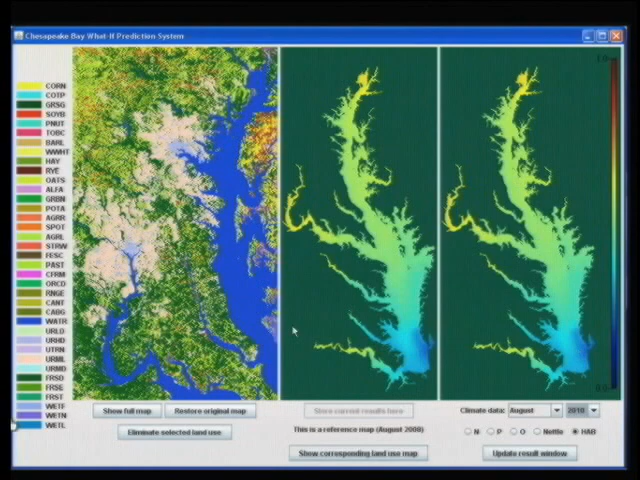 Chesapeake Bay What-If Prediction System
CORN
COTP
GRSG
SOYB
PNUT
TOBC
BARL
WWHT
HAY
RYE
OATS
ALFA
GRBN
POTA
AGRR
SPOT
AGRL
STRW
FESC
PAST
CFRM
ORCD
RNGE
CANT
CABG
WATR
URLD
URHD
UTRN
URML
URMD
FRSD
FRSE
FRST
WETF
WETN
WETL
1.0
0.0
Show full map
Restore original map
Eliminate selected land use
Store current results here
This is a reference map (August 2008)
Show corresponding land use map
Climate data: August 2010
N P O Nettle HAB
Update result window